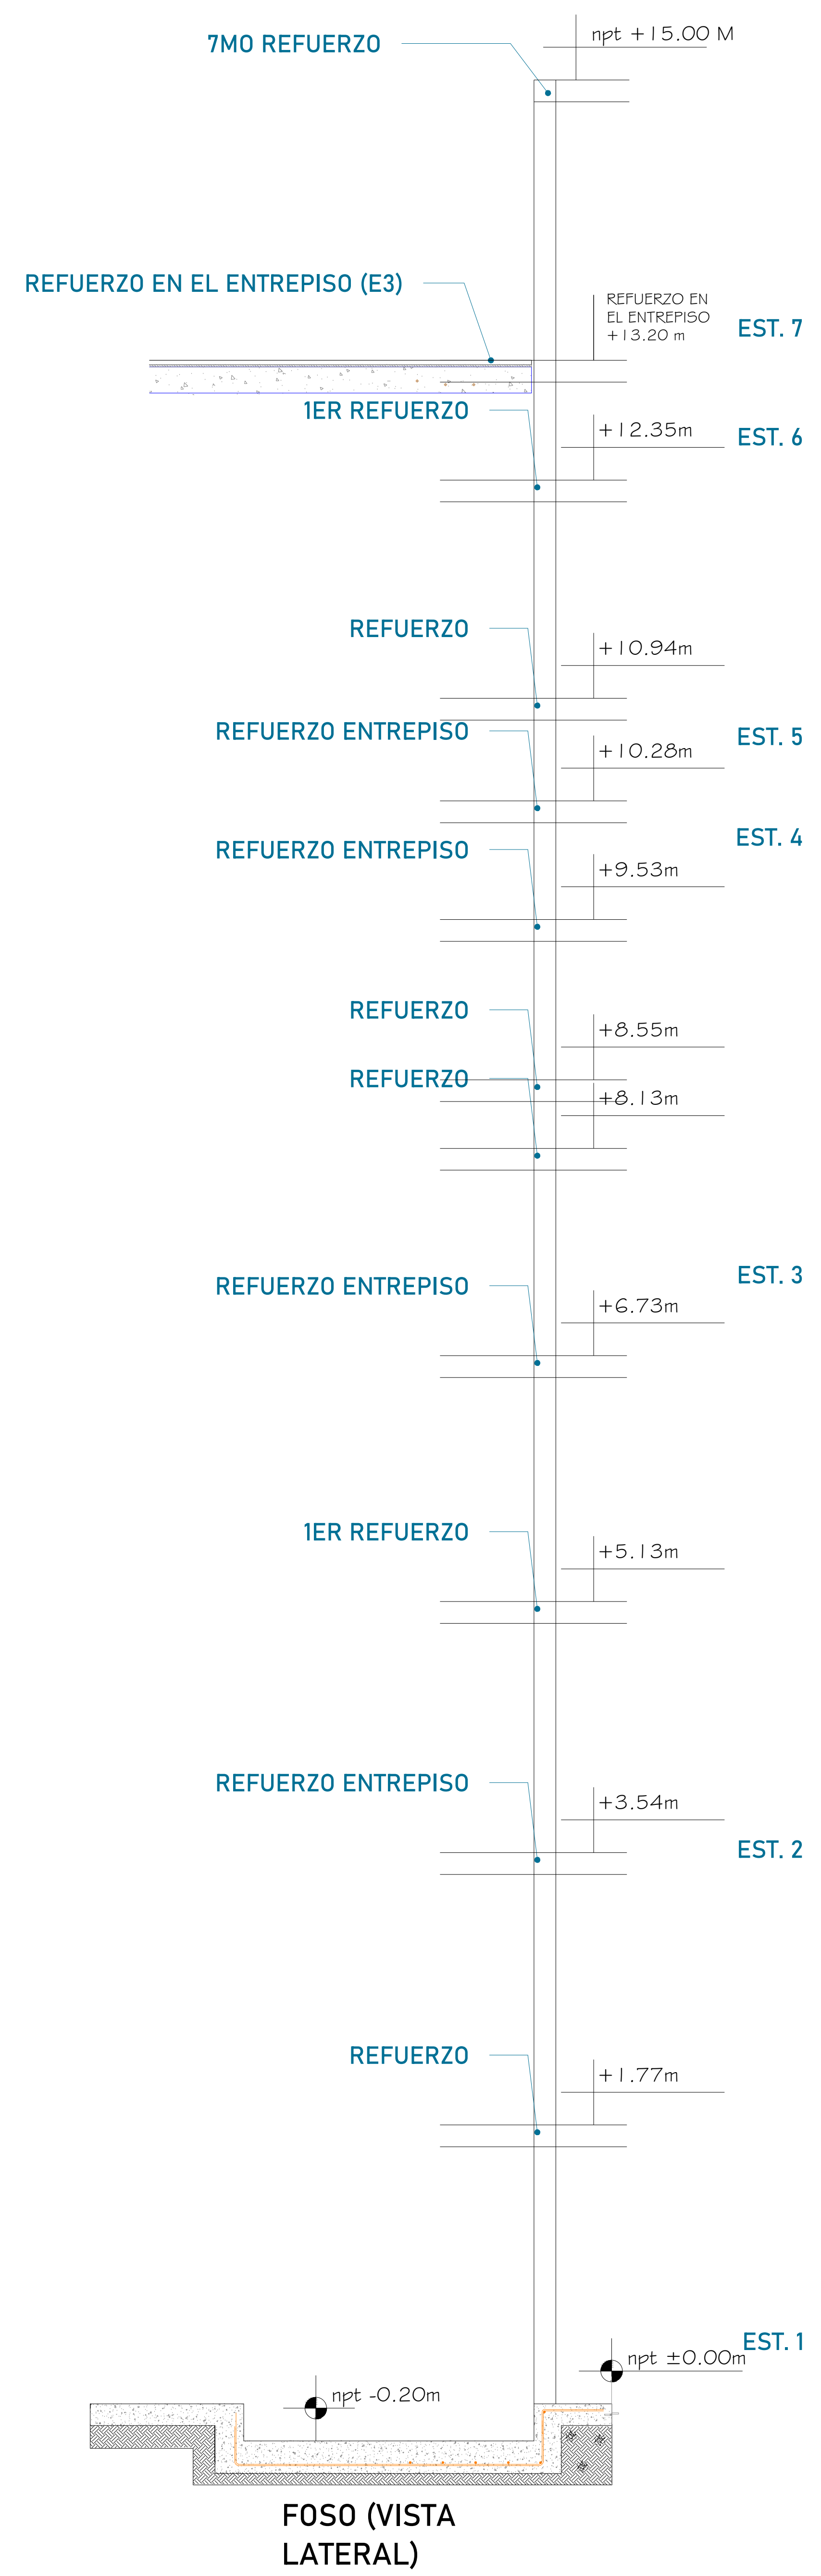 7MO REFUERZO
npt +15.00 M
REFUERZO EN EL ENTREPISO (E3)
REFUERZO EN
EL ENTREPISO
+13.20 m
EST. 7
1ER REFUERZO
+12.35m
EST. 6
REFUERZO
+10.94m
REFUERZO ENTREPISO
+10.28m
EST. 5
REFUERZO ENTREPISO
+9.53m
EST. 4
REFUERZO
+8.55m
REFUERZO
+8.13m
REFUERZO ENTREPISO
+6.73m
EST. 3
1ER REFUERZO
+5.13m
REFUERZO ENTREPISO
+3.54m
EST. 2
REFUERZO
+1.77m
EST. 1
npt ±0.00m
npt -0.20m
FOSO (VISTA
LATERAL)